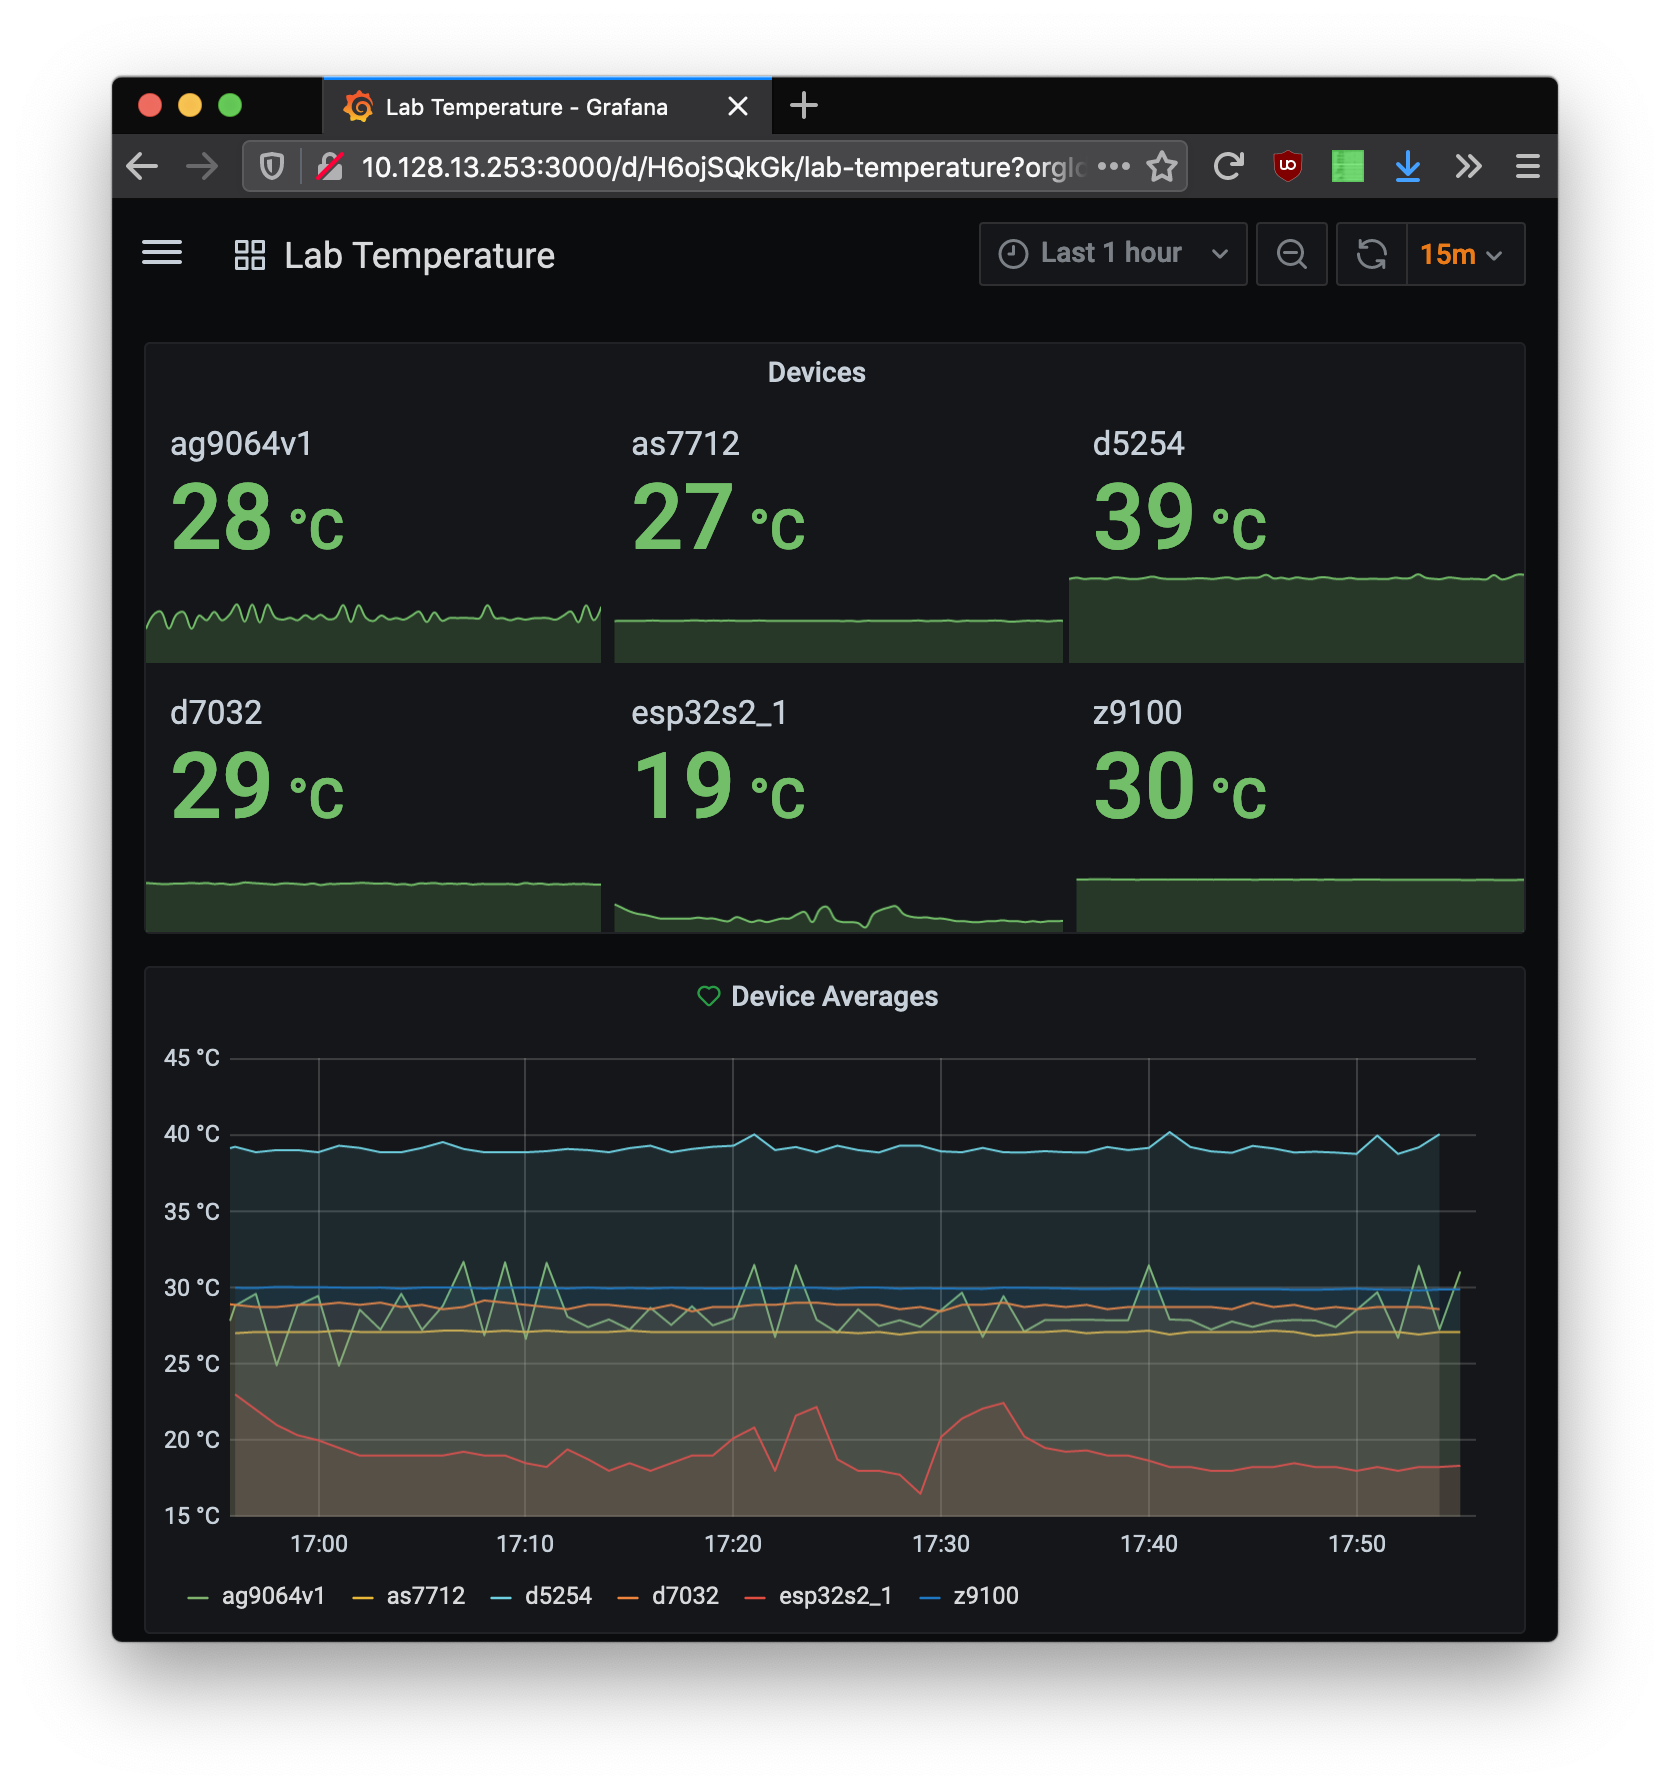 Lab Temperature - Grafana
10.128.13.253:3000/d/H6ojSQkGk/lab-temperature?orgId
Lab Temperature
Last 1 hour
15m
Devices
ag9064v1 as7712 d5254
28 °C 27 °C 39 °C
d7032 esp32s2_1 z9100
29 °C 19 °C 30 °C
Device Averages
45 °C
40 °C
35 °C
30 °C
25 °C
20 °C
15 °C
17:00 17:10 17:20 17:30 17:40 17:50
ag9064v1 as7712 d5254 d7032 esp32s2_1 z9100